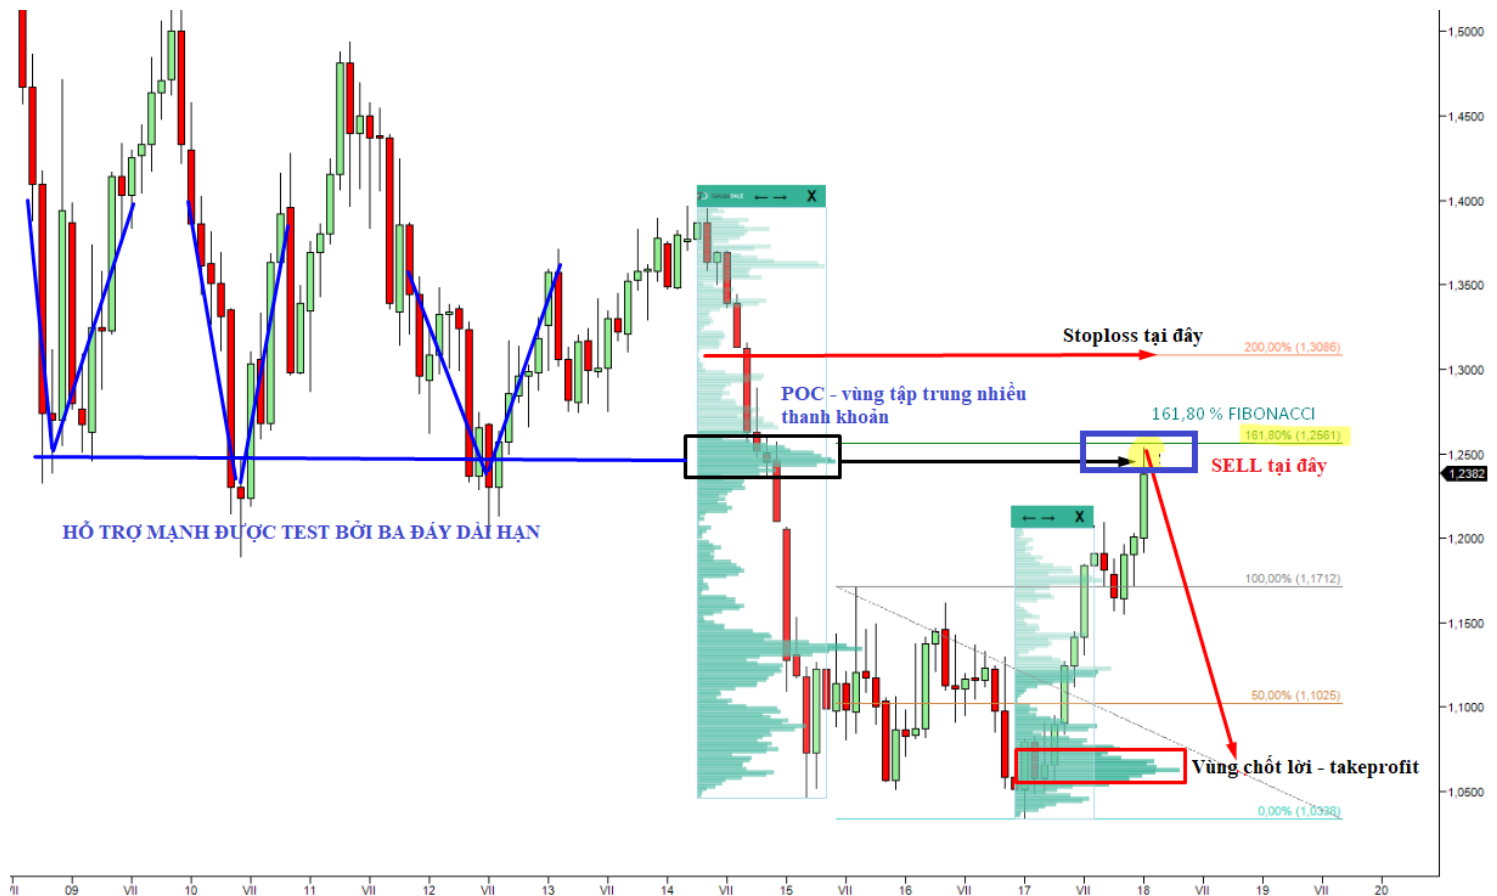 1,5000
1,4500
← → X
1,4000
1,3500
Stoploss tại đây
200,00% (1,3086)
1,3000
POC - vùng tập trung nhiều
thanh khoản
161,80 % FIBONACCI
161,80% (1,2561)
1,2500
SELL tại đây
1,2382
HỖ TRỢ MẠNH ĐƯỢC TEST BỞI BA ĐÁY DÀI HẠN
← → X
1,2000
100,00% (1,1712)
1,1500
50,00% (1,1025)
1,1000
Vùng chốt lời - takeprofit
1,0500
0,00% (1,0338)
VII 09 VII 10 VII 11 VII 12 VII 13 VII 14 VII 15 VII 16 VII 17 VII 18 VII 19 VII 20